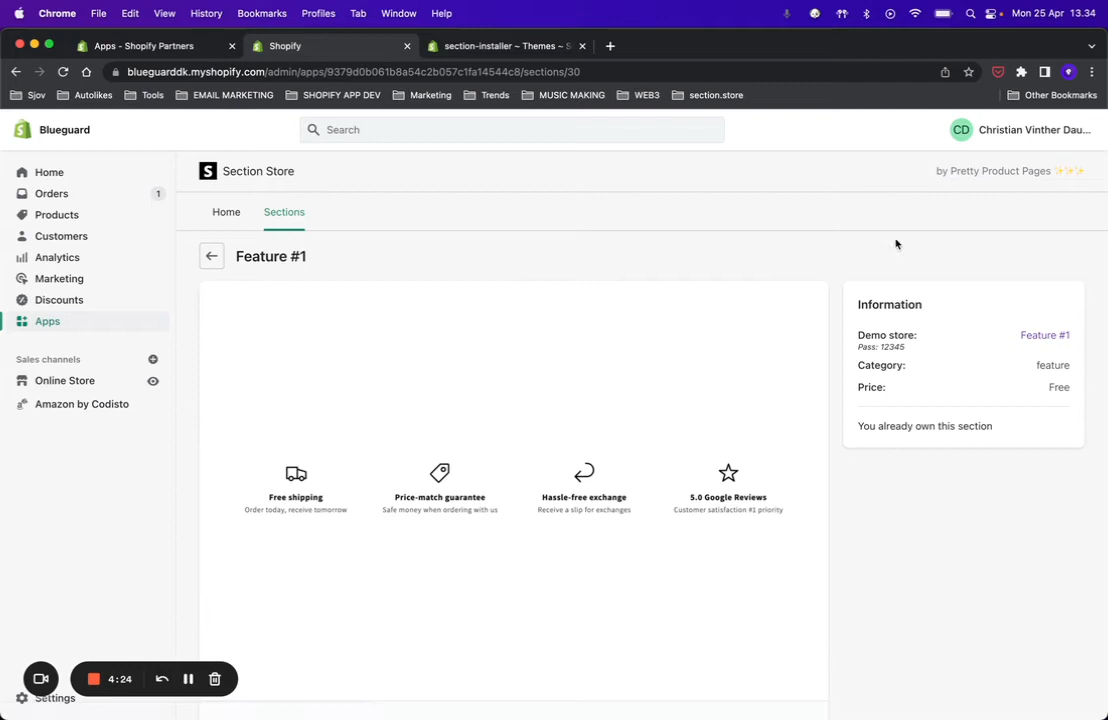 Chrome File Edit View History Bookmarks Profiles Tab Window Help Mon 25 Apr 13.34
Apps - Shopify Partners Shopify section-installer ~ Themes ~ S
blueguarddk.myshopify.com/admin/apps/9379d0b061b8a54c2b057c1fa14544c8/sections/30
Sjov Autolikes Tools EMAIL MARKETING SHOPIFY APP DEV Marketing Trends MUSIC MAKING WEB3 section.store Other Bookmarks
Blueguard Search CD Christian Vinther Dau...
Home
Orders 1
Products
Customers
Analytics
Marketing
Discounts
Apps
Sales channels
Online Store
Amazon by Codisto
Settings
Section Store by Pretty Product Pages ✨✨✨
Home Sections
Feature #1
Free shipping
Order today, receive tomorrow
Price-match guarantee
Safe money when ordering with us
Hassle-free exchange
Receive a slip for exchanges
5.0 Google Reviews
Customer satisfaction #1 priority
Information
Demo store: Feature #1
Pass: 12345
Category: feature
Price: Free
You already own this section
4:24